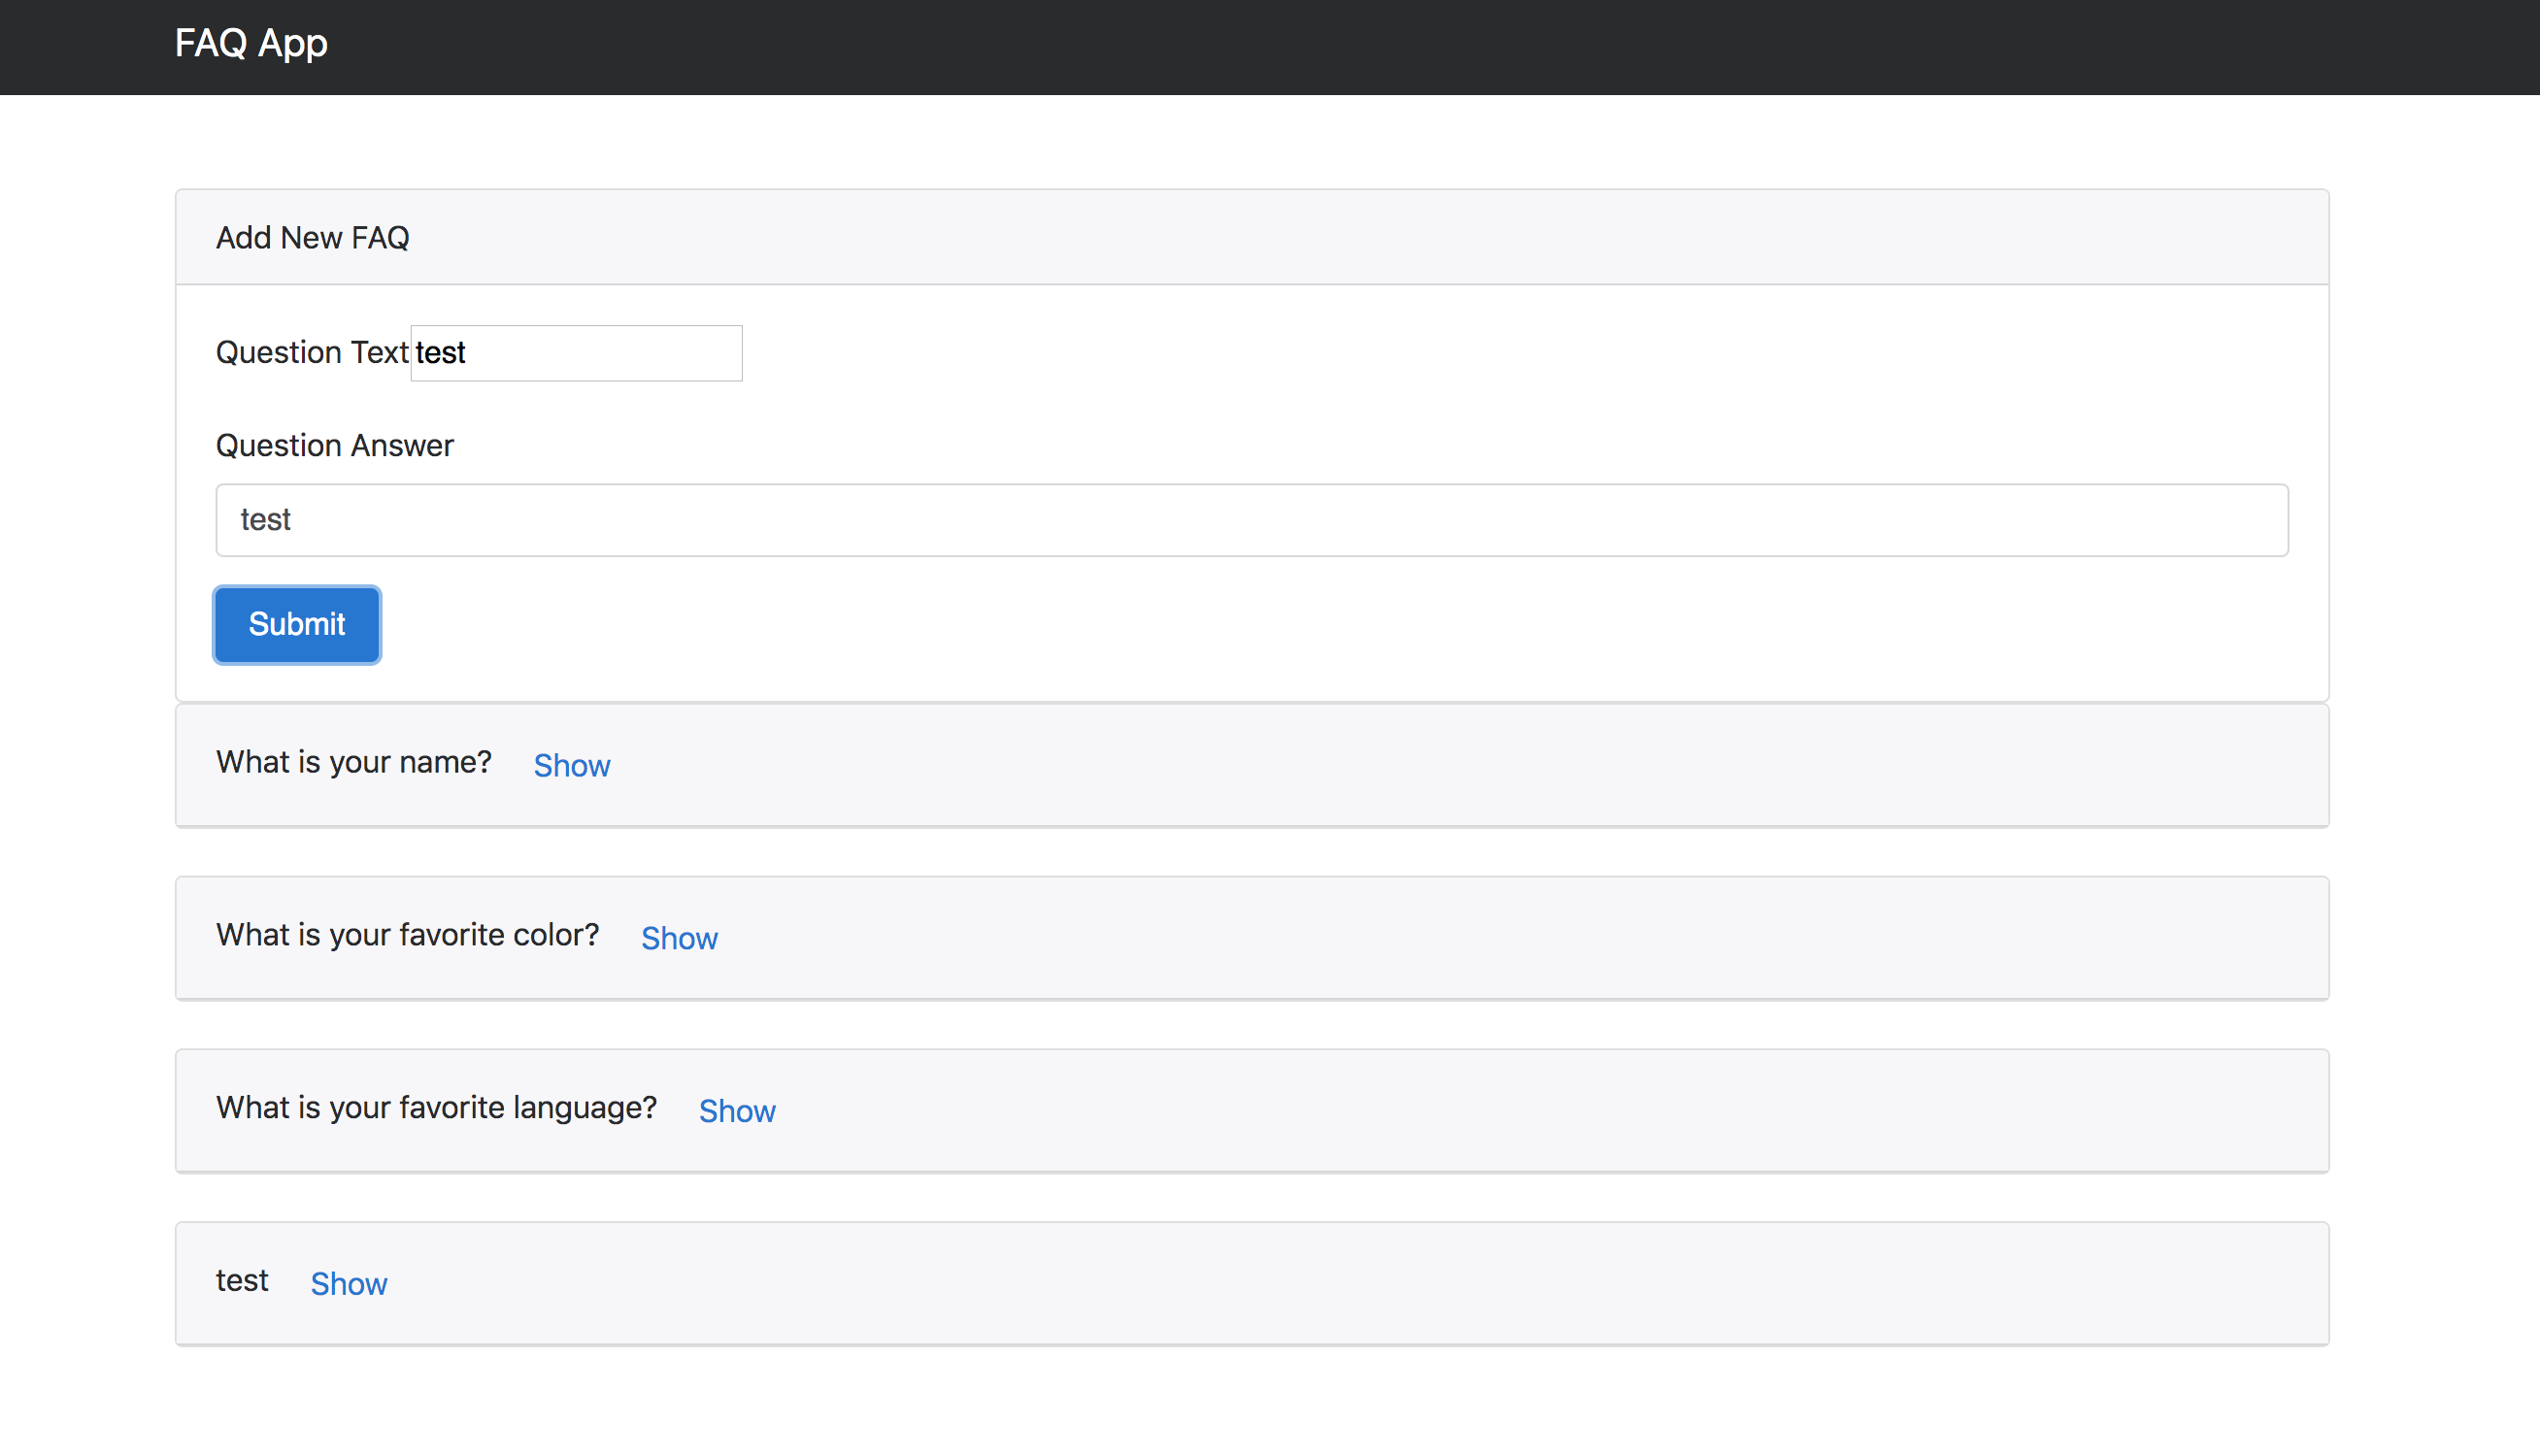 FAQ App
Add New FAQ
Question Text test
Question Answer
test
Submit
What is your name? Show
What is your favorite color? Show
What is your favorite language? Show
test Show